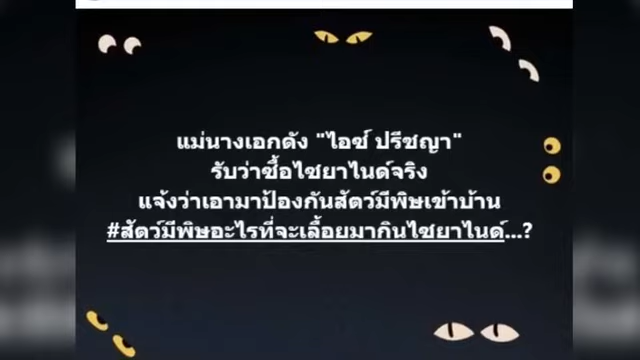 แม่นางเอกดัง "ไอซ์ ปรีชญา"
รับว่าซื้อไซยาไนด์จริง
แจ้งว่าเอามาป้องกันสัตว์มีพิษเข้าบ้าน
#สัตว์มีพิษอะไรที่จะเลื้อยมากินไซยาไนด์...?